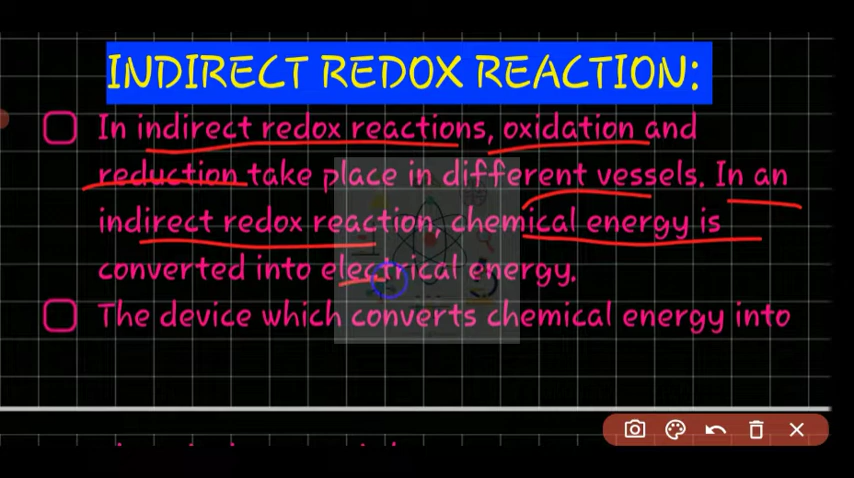 INDIRECT REDOX REACTION:
In indirect redox reactions, oxidation and
reduction take place in different vessels. In an
indirect redox reaction, chemical energy is
converted into electrical energy.
The device which converts chemical energy into